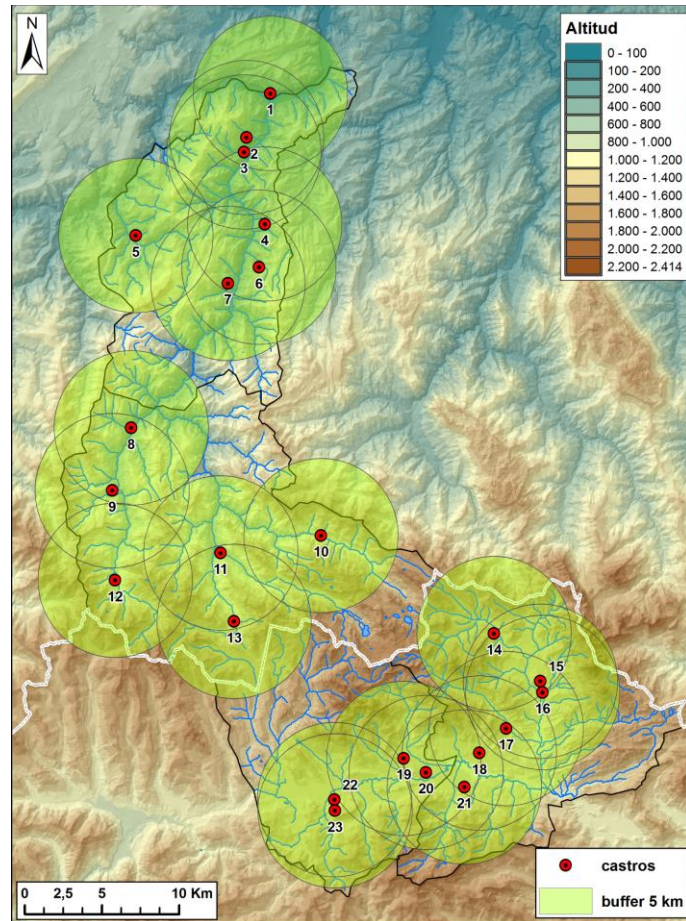 N
Altitud
0 - 100
100 - 200
200 - 400
400 - 600
600 - 800
800 - 1.000
1.000 - 1.200
1.200 - 1.400
1.400 - 1.600
1.600 - 1.800
1.800 - 2.000
2.000 - 2.200
2.200 - 2.414
1
2
3
4
5
6
7
8
9
10
11
12
13
14
15
16
17
18
19
20
21
22
23
0 2,5 5 10 Km
castros
buffer 5 km